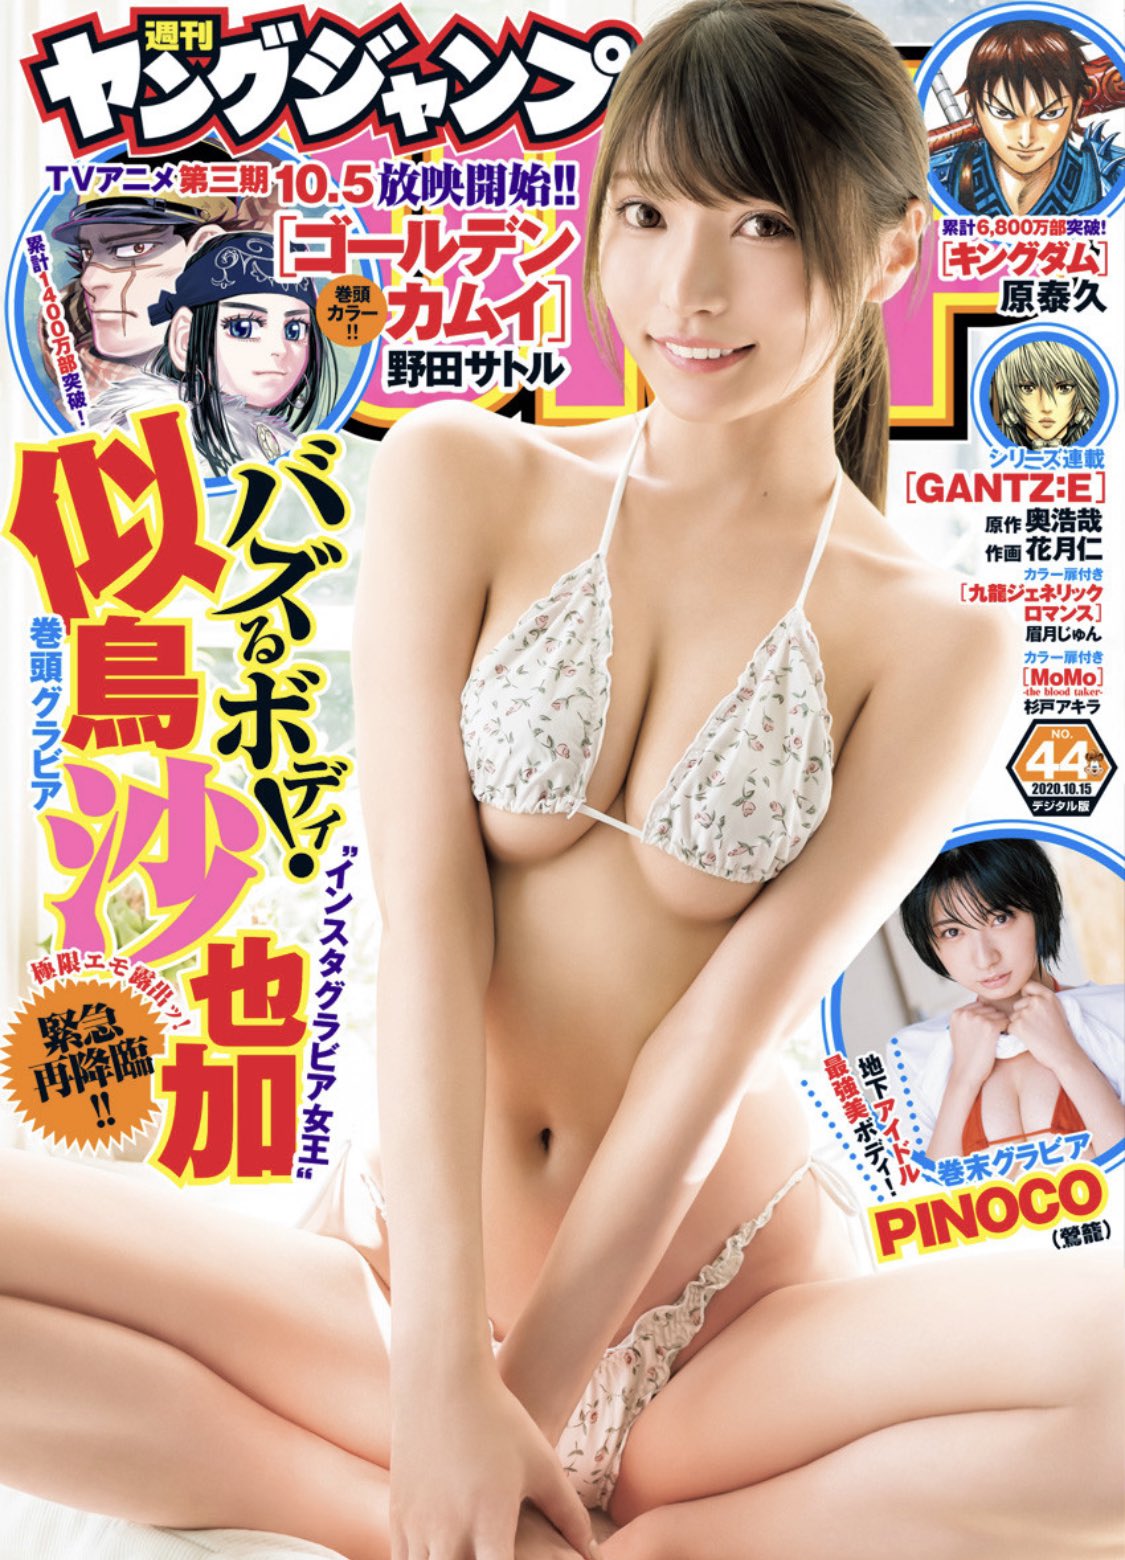 週刊
ヤングジャンプ
TVアニメ第三期10.5放映開始!!
[ゴールデン
カムイ]
巻頭
カラー!!
野田サトル
累計1400万部突破!
累計6,800万部突破!
[キングダム]
原泰久
シリーズ連載
[GANTZ:E]
原作 奥浩哉
作画 花月仁
カラー扉付き
[九龍ジェネリック
ロマンス]
眉月じゅん
カラー扉付き
[MoMo]
-the blood taker-
杉戸アキラ
NO.
44
2020.10.15
デジタル版
バズるボディ!
似鳥沙也加
巻頭グラビア
"インスタグラビア女王"
極限エモ露出ッ!
緊急
再降臨
!!
地下アイドル
最強美ボディ!
巻末グラビア
PINOCO
(鶯籠)